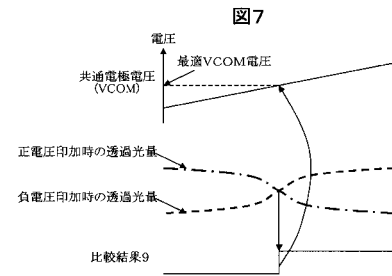 図7
電圧
最適VCOM電圧
共通電極電圧
(VCOM)
正電圧印加時の透過光量
負電圧印加時の透過光量
比較結果9